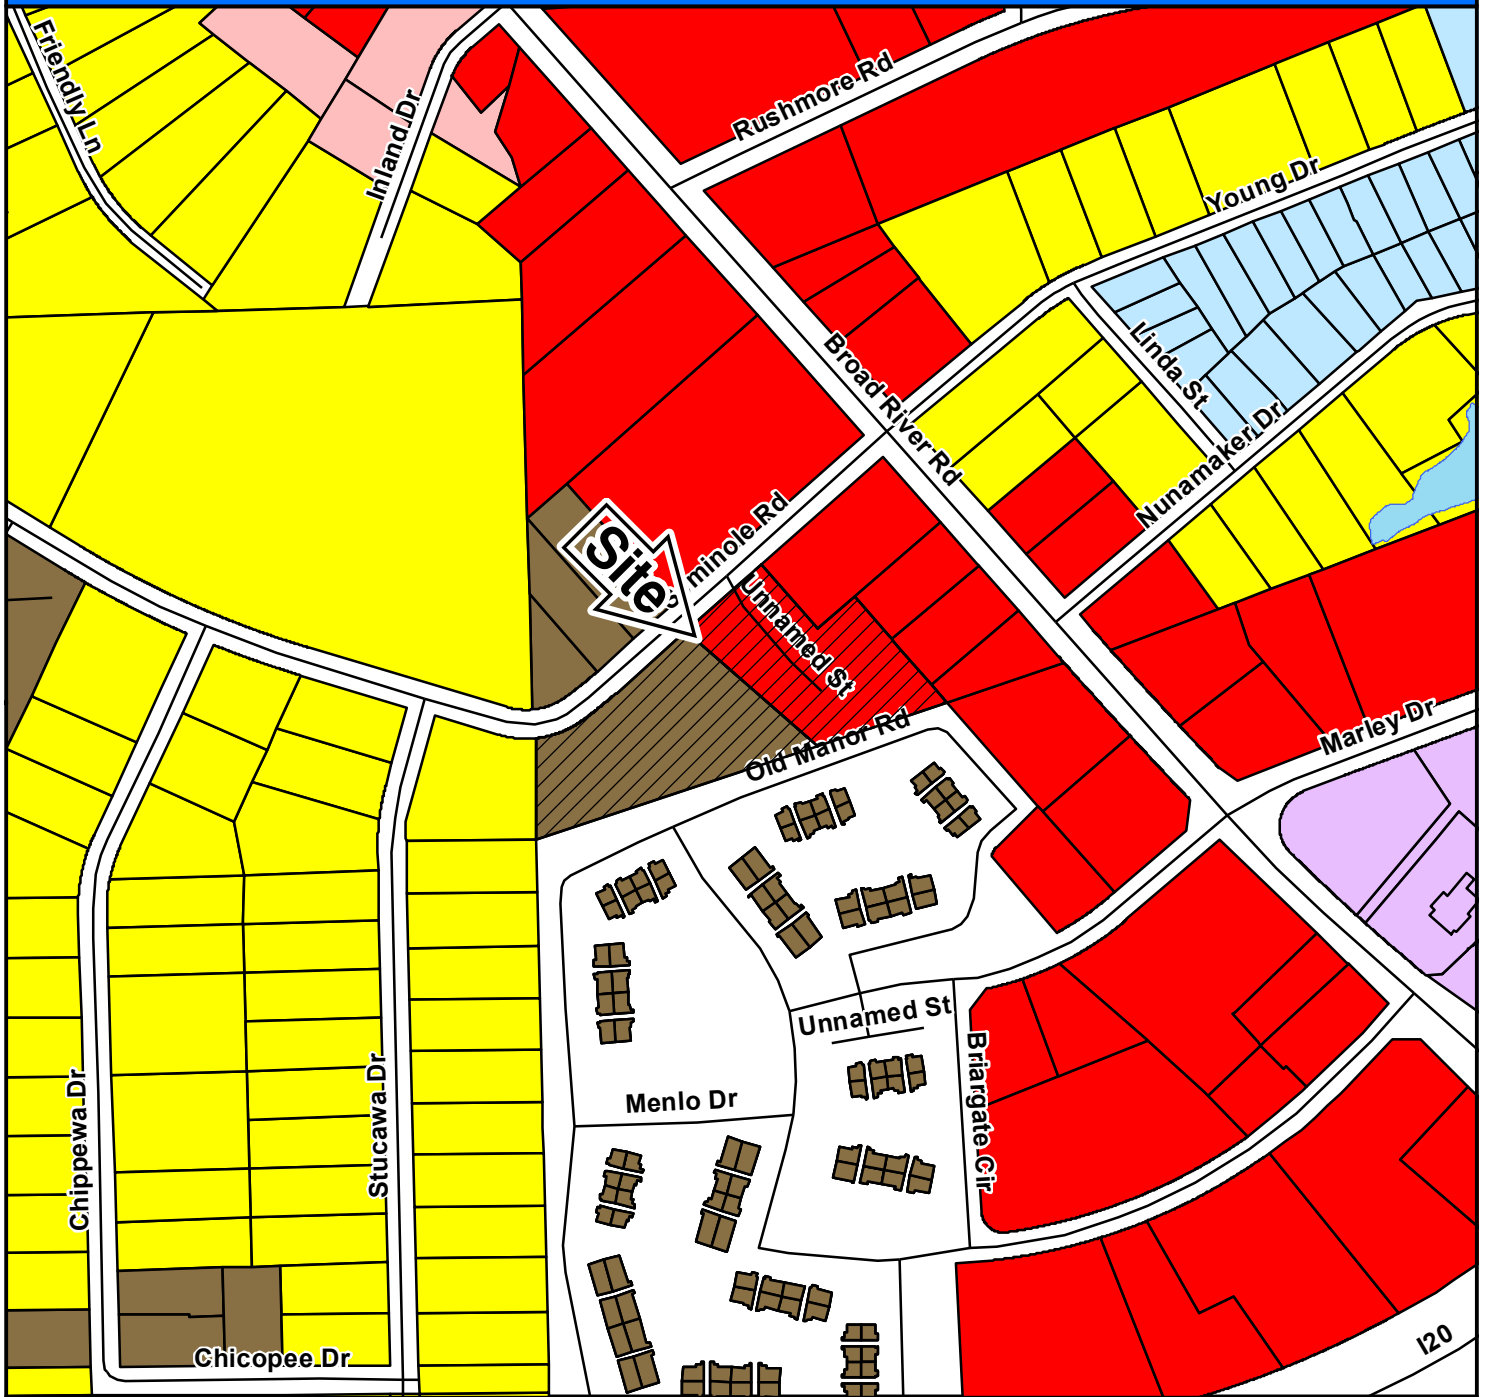 Friendly Ln
Inland Dr
Rushmore Rd
Young Dr
Broad River Rd
Linda St
Nunamaker Dr
minole Rd
Site
Unnamed St
Old Manor Rd
Marley Dr
Unnamed St
Briargate Cir
Menlo Dr
Chippewa Dr
Stucawa Dr
Chicopee Dr
I20